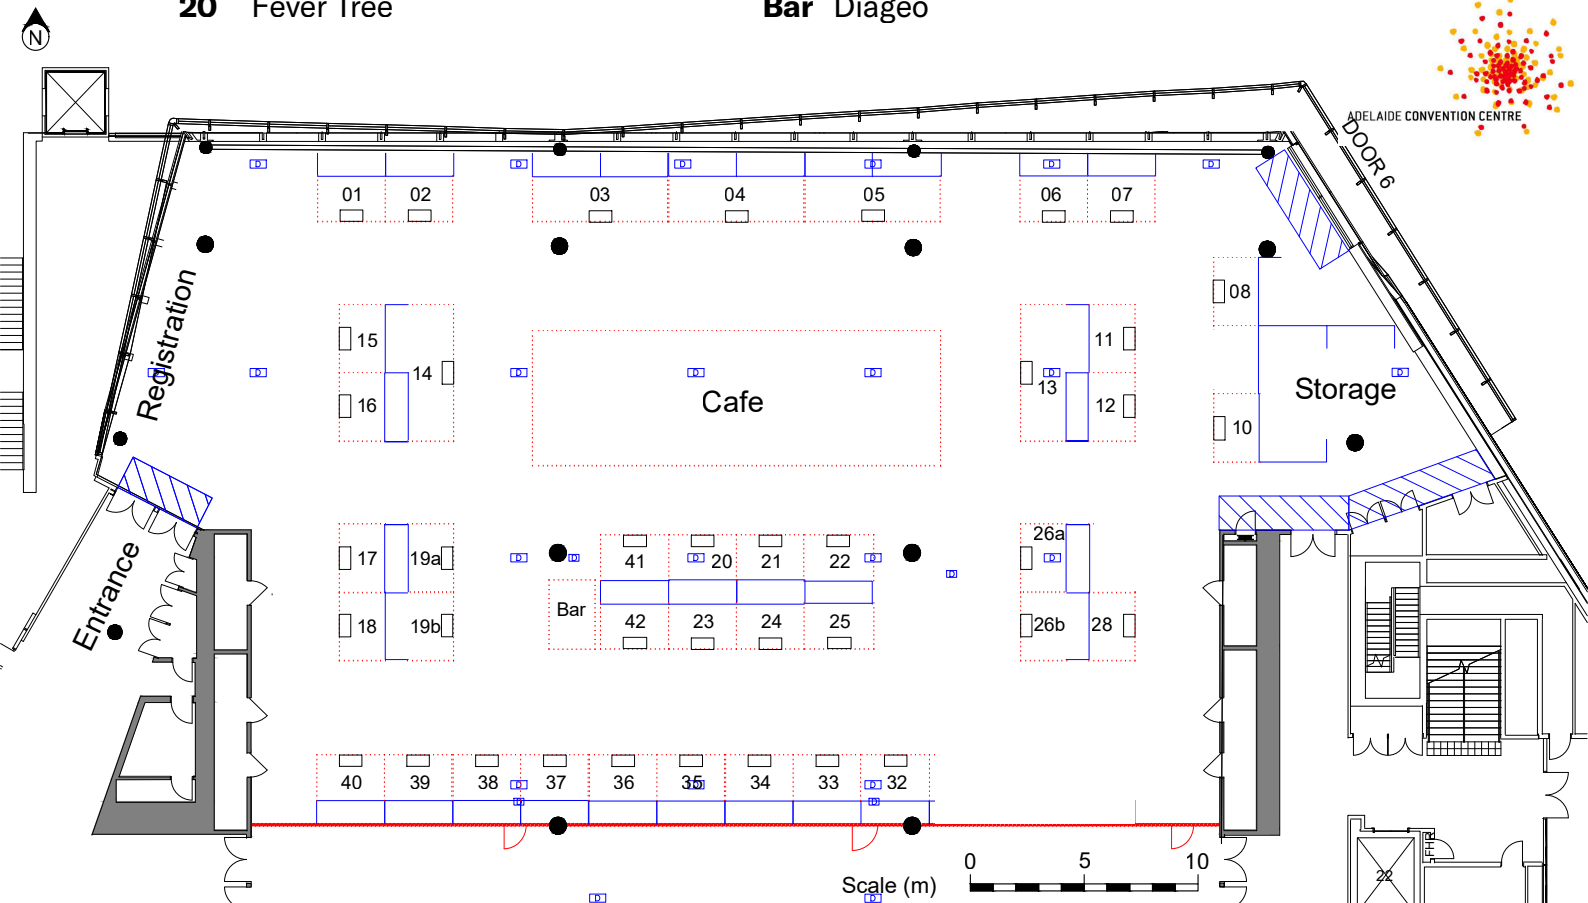 20 Fever Tree Bar Diageo
N
ADELAIDE CONVENTION CENTRE
DOOR 6
01 02 03 04 05 06 07
Registration
08
15 14 16
Cafe
11 13 12
Storage
10
Entrance
17 19a
18 19b
41 20 21 22
Bar
42 23 24 25
26a
26b 28
40 39 38 37 36 35 34 33 32
0 5 10
Scale (m)
FHR
22